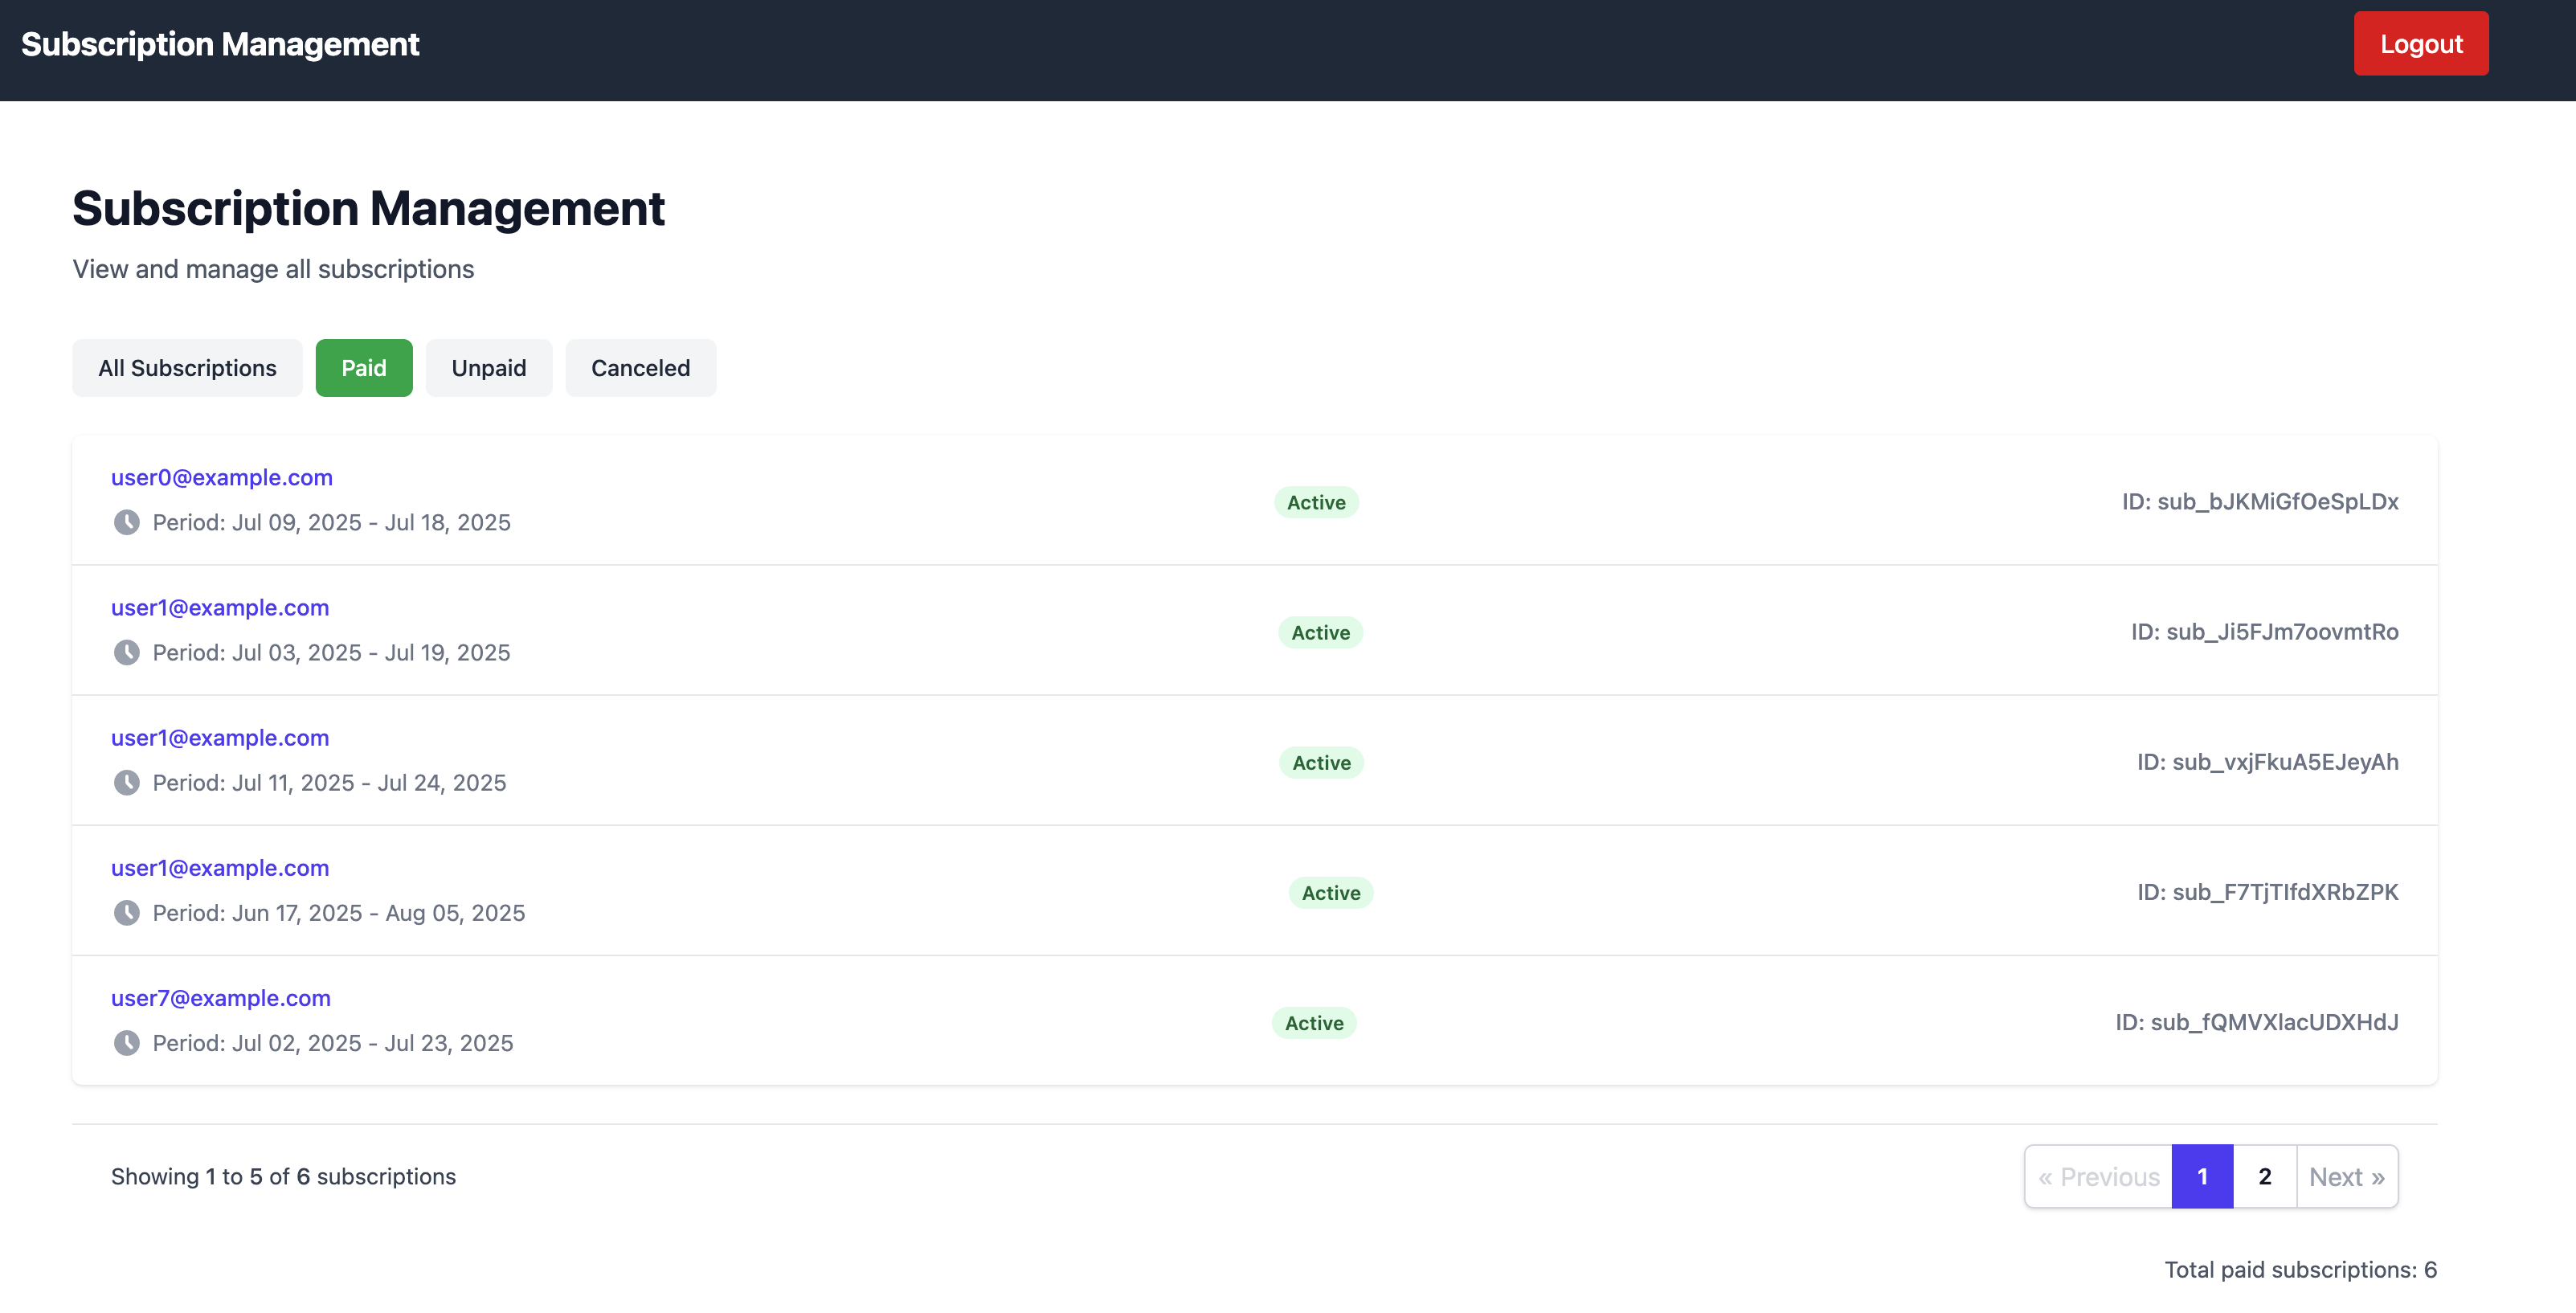 Subscription Management
Logout
Subscription Management
View and manage all subscriptions
All Subscriptions Paid Unpaid Canceled
user0@example.com
Period: Jul 09, 2025 - Jul 18, 2025
Active
ID: sub_bJKMiGfOeSpLDx
user1@example.com
Period: Jul 03, 2025 - Jul 19, 2025
Active
ID: sub_Ji5FJm7oovmtRo
user1@example.com
Period: Jul 11, 2025 - Jul 24, 2025
Active
ID: sub_vxjFkuA5EJeyAh
user1@example.com
Period: Jun 17, 2025 - Aug 05, 2025
Active
ID: sub_F7TjTlfdXRbZPK
user7@example.com
Period: Jul 02, 2025 - Jul 23, 2025
Active
ID: sub_fQMVXlacUDXHdJ
Showing 1 to 5 of 6 subscriptions
« Previous 1 2 Next »
Total paid subscriptions: 6